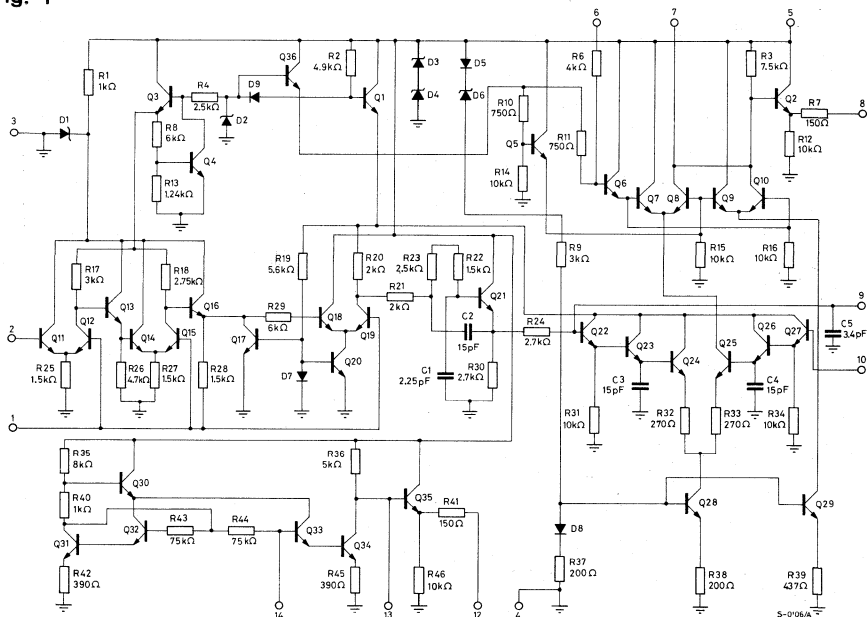 Fig. 1
6 7 5
R1 1kΩ
Q3
R4 2,5kΩ
D9
Q36
R2 4.9kΩ
Q1
D3
D4
D5
D6
R6 4kΩ
R3 7.5kΩ
Q2
R7 150Ω
8
3
D1
R8 6kΩ
D2
Q4
R13 1.24kΩ
R10 750Ω
Q5
R14 10kΩ
R11 750Ω
R12 10kΩ
Q6
Q7
Q8
Q9
Q10
R17 3kΩ
R18 2.75kΩ
Q16
R19 5.6kΩ
R20 2kΩ
R23 2,5kΩ
R22 1,5kΩ
R9 3kΩ
R15 10kΩ
R16 10kΩ
2
Q11
Q12
Q13
Q14
Q15
R29 6kΩ
Q17
Q18
Q19
R21 2kΩ
Q21
C2 15pF
R24 2.7kΩ
9
Q22
Q23
Q24
Q25
Q26
Q27
C5 3.4pF
R25 1.5kΩ
R26 4.7kΩ
R27 1.5kΩ
R28 1.5kΩ
D7
Q20
C1 2,25pF
R30 2.7kΩ
C3 15pF
C4 15pF
10
1
R31 10kΩ
R32 270Ω
R33 270Ω
R34 10kΩ
R35 8kΩ
Q30
R36 5kΩ
Q35
R41 150Ω
R40 1kΩ
Q31
Q32
R43 75kΩ
R44 75kΩ
Q33
Q34
Q28
Q29
D8
R42 390Ω
R45 390Ω
R46 10kΩ
R37 200Ω
R38 200Ω
R39 437Ω
14 13 12 4
S-0106/A